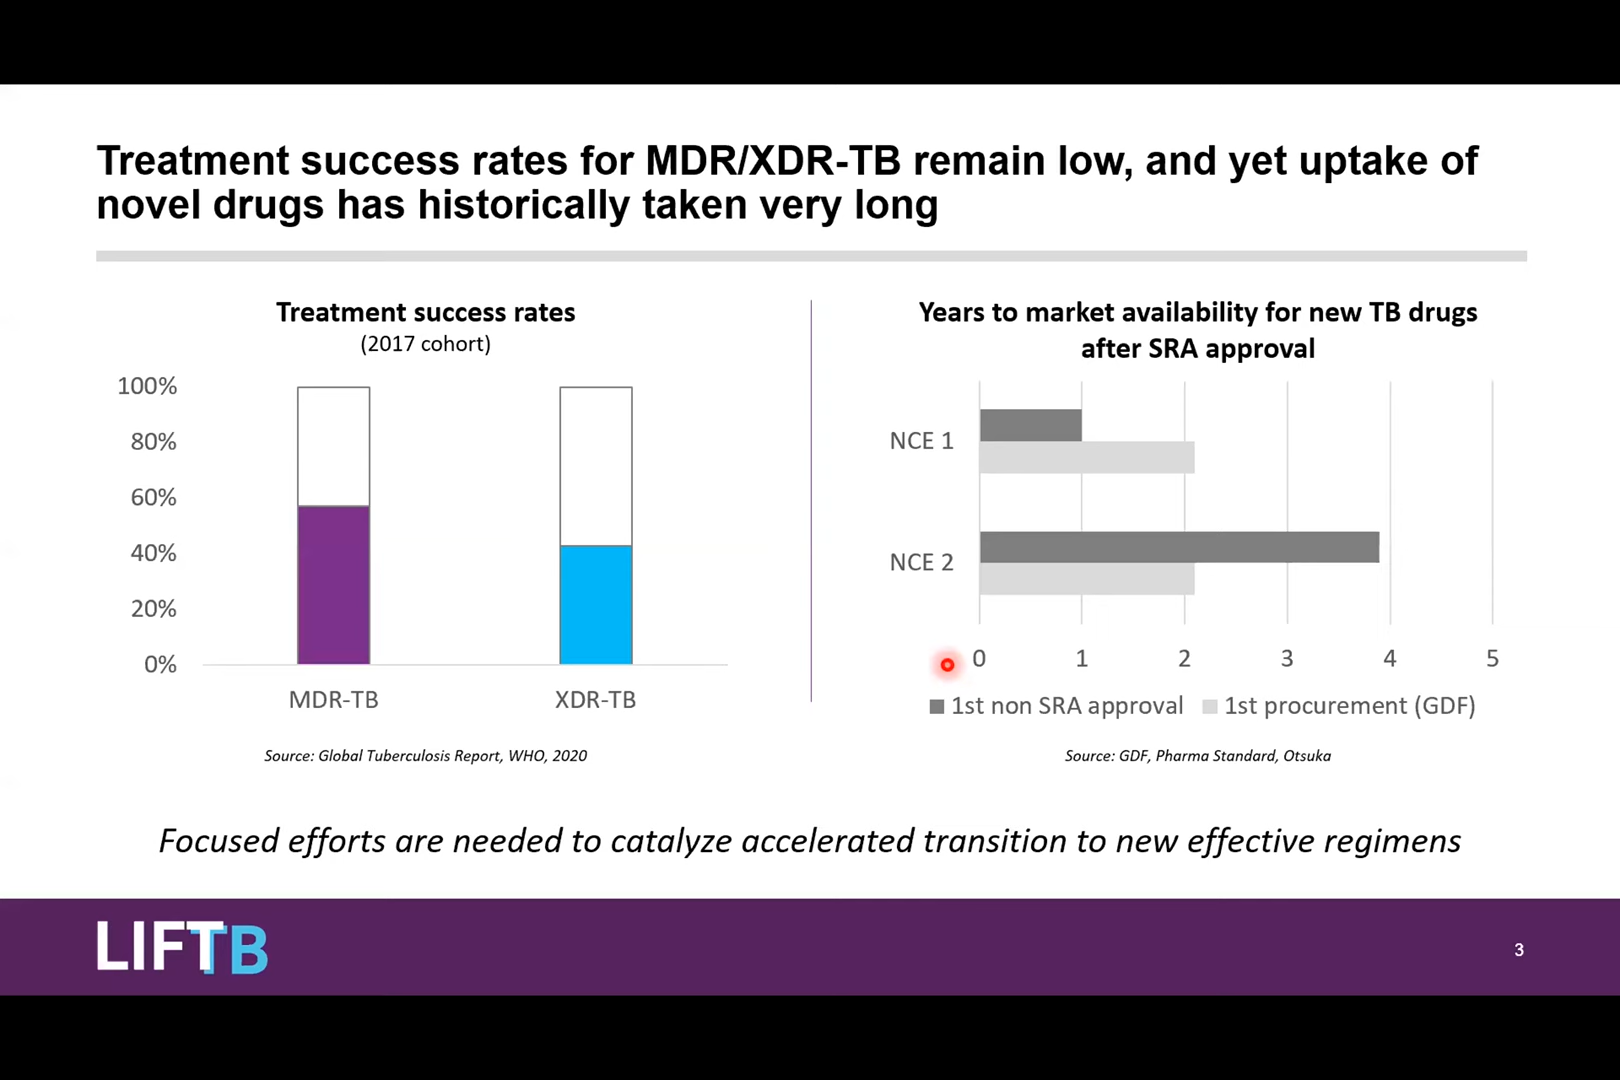 Treatment success rates for MDR/XDR-TB remain low, and yet uptake of
novel drugs has historically taken very long
Treatment success rates
(2017 cohort)
100%
80%
60%
40%
20%
0%
MDR-TB
XDR-TB
Source: Global Tuberculosis Report, WHO, 2020
Years to market availability for new TB drugs
after SRA approval
NCE 1
NCE 2
0 1 2 3 4 5
1st non SRA approval 1st procurement (GDF)
Source: GDF, Pharma Standard, Otsuka
Focused efforts are needed to catalyze accelerated transition to new effective regimens
LIFTTB
3